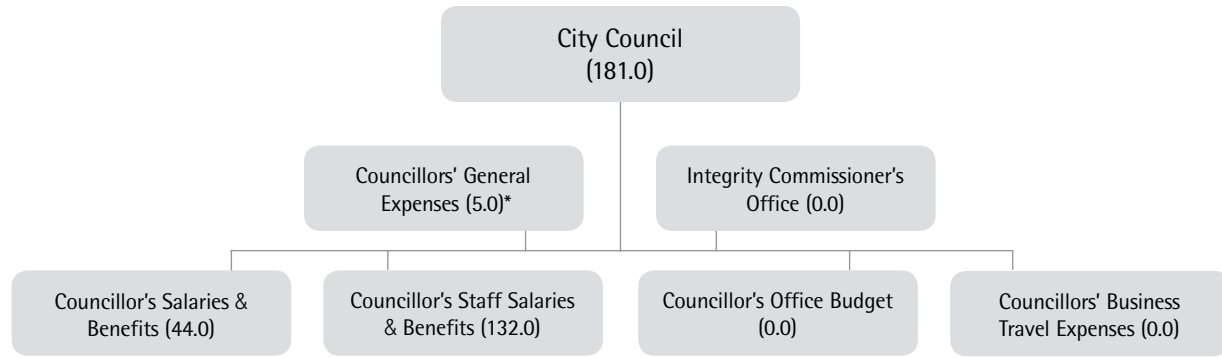 City Council
(181.0)
Councillors' General
Expenses (5.0)*
Integrity Commissioner's
Office (0.0)
Councillor's Salaries &
Benefits (44.0)
Councillor's Staff Salaries
& Benefits (132.0)
Councillor's Office Budget
(0.0)
Councillors' Business
Travel Expenses (0.0)